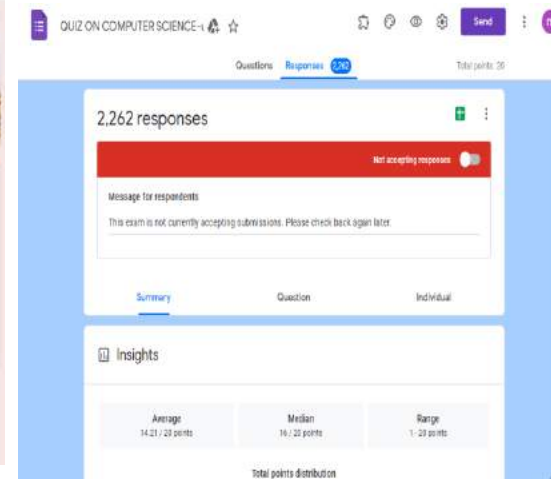 QUIZ ON COMPUTER SCIENCE-
Send
Questions Responses 2,262
Total points: 20
2,262 responses
Not accepting responses
Message for respondents
This exam is not currently accepting submissions. Please check back again later.
Summary Question Individual
Insights
Average Median Range
14.21 / 20 points 16 / 20 points 1 - 20 points
Total points distribution